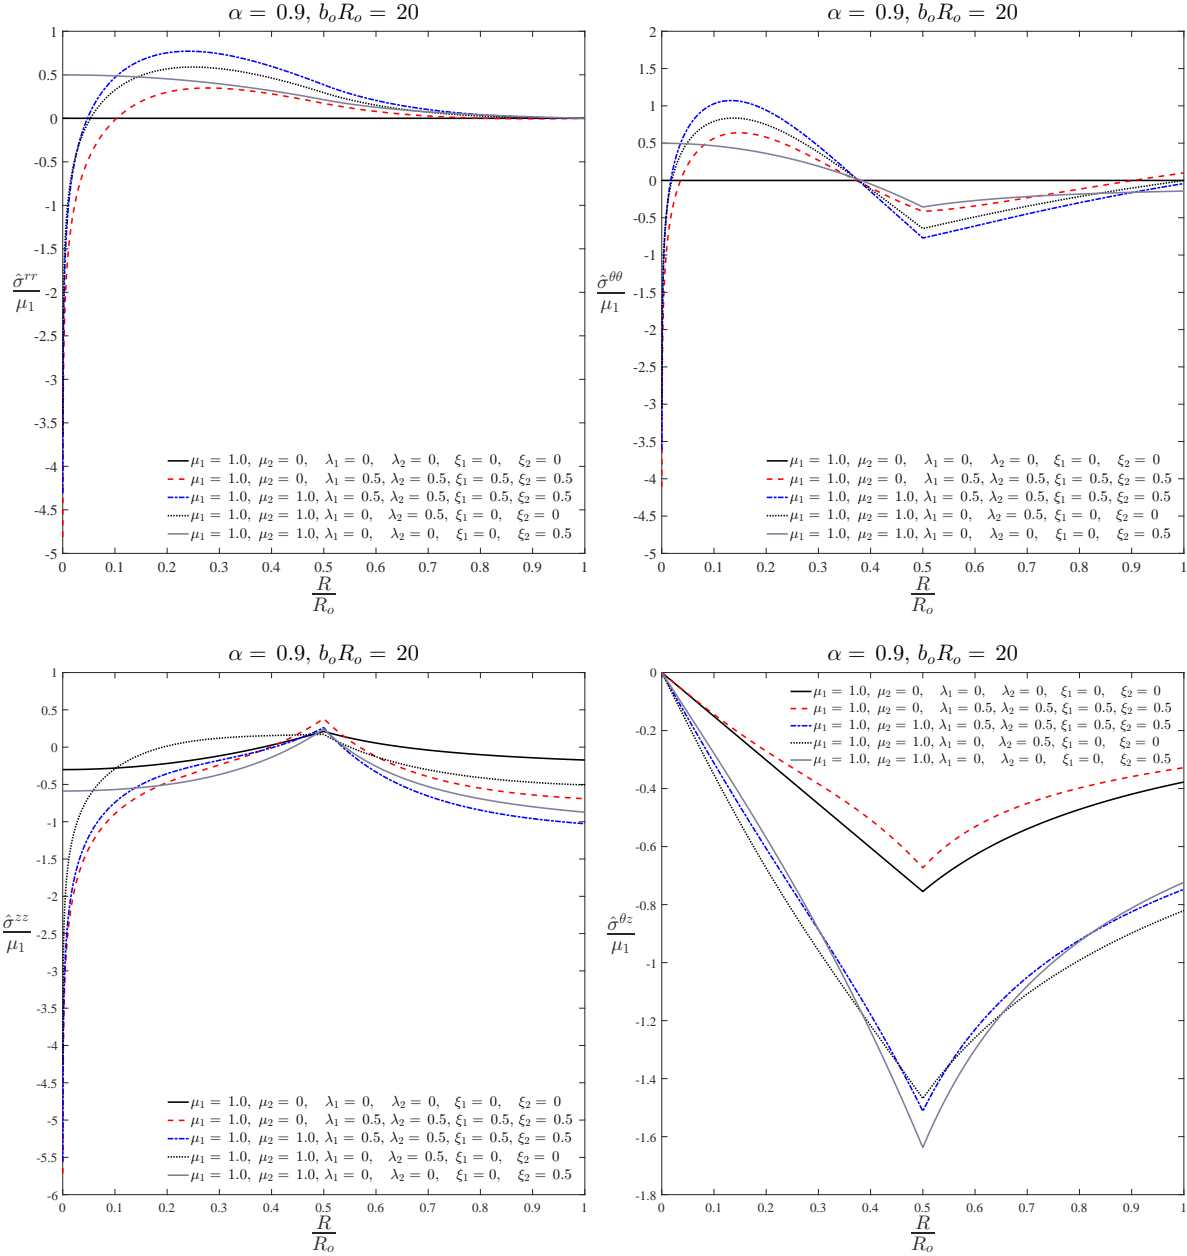 α = 0.9, b_oR_o = 20
1
0.5
0
-0.5
-1
-1.5
-2
-2.5
-3
-3.5
-4
-4.5
-5
σ̂^{rr}
μ_1
μ_1 = 1.0, μ_2 = 0, λ_1 = 0, λ_2 = 0, ξ_1 = 0, ξ_2 = 0
μ_1 = 1.0, μ_2 = 0, λ_1 = 0.5, λ_2 = 0.5, ξ_1 = 0.5, ξ_2 = 0.5
μ_1 = 1.0, μ_2 = 1.0, λ_1 = 0.5, λ_2 = 0.5, ξ_1 = 0.5, ξ_2 = 0.5
μ_1 = 1.0, μ_2 = 1.0, λ_1 = 0, λ_2 = 0.5, ξ_1 = 0, ξ_2 = 0
μ_1 = 1.0, μ_2 = 1.0, λ_1 = 0, λ_2 = 0, ξ_1 = 0, ξ_2 = 0.5
0 0.1 0.2 0.3 0.4 0.5 0.6 0.7 0.8 0.9 1
R
R_o
α = 0.9, b_oR_o = 20
2
1.5
1
0.5
0
-0.5
-1
-1.5
-2
-2.5
-3
-3.5
-4
-4.5
-5
σ̂^{θθ}
μ_1
μ_1 = 1.0, μ_2 = 0, λ_1 = 0, λ_2 = 0, ξ_1 = 0, ξ_2 = 0
μ_1 = 1.0, μ_2 = 0, λ_1 = 0.5, λ_2 = 0.5, ξ_1 = 0.5, ξ_2 = 0.5
μ_1 = 1.0, μ_2 = 1.0, λ_1 = 0.5, λ_2 = 0.5, ξ_1 = 0.5, ξ_2 = 0.5
μ_1 = 1.0, μ_2 = 1.0, λ_1 = 0, λ_2 = 0.5, ξ_1 = 0, ξ_2 = 0
μ_1 = 1.0, μ_2 = 1.0, λ_1 = 0, λ_2 = 0, ξ_1 = 0, ξ_2 = 0.5
0 0.1 0.2 0.3 0.4 0.5 0.6 0.7 0.8 0.9 1
R
R_o
α = 0.9, b_oR_o = 20
1
0.5
0
-0.5
-1
-1.5
-2
-2.5
-3
-3.5
-4
-4.5
-5
-5.5
-6
σ̂^{zz}
μ_1
μ_1 = 1.0, μ_2 = 0, λ_1 = 0, λ_2 = 0, ξ_1 = 0, ξ_2 = 0
μ_1 = 1.0, μ_2 = 0, λ_1 = 0.5, λ_2 = 0.5, ξ_1 = 0.5, ξ_2 = 0.5
μ_1 = 1.0, μ_2 = 1.0, λ_1 = 0.5, λ_2 = 0.5, ξ_1 = 0.5, ξ_2 = 0.5
μ_1 = 1.0, μ_2 = 1.0, λ_1 = 0, λ_2 = 0.5, ξ_1 = 0, ξ_2 = 0
μ_1 = 1.0, μ_2 = 1.0, λ_1 = 0, λ_2 = 0, ξ_1 = 0, ξ_2 = 0.5
0 0.1 0.2 0.3 0.4 0.5 0.6 0.7 0.8 0.9 1
R
R_o
α = 0.9, b_oR_o = 20
0
-0.2
-0.4
-0.6
-0.8
-1
-1.2
-1.4
-1.6
-1.8
σ̂^{θz}
μ_1
μ_1 = 1.0, μ_2 = 0, λ_1 = 0, λ_2 = 0, ξ_1 = 0, ξ_2 = 0
μ_1 = 1.0, μ_2 = 0, λ_1 = 0.5, λ_2 = 0.5, ξ_1 = 0.5, ξ_2 = 0.5
μ_1 = 1.0, μ_2 = 1.0, λ_1 = 0.5, λ_2 = 0.5, ξ_1 = 0.5, ξ_2 = 0.5
μ_1 = 1.0, μ_2 = 1.0, λ_1 = 0, λ_2 = 0.5, ξ_1 = 0, ξ_2 = 0
μ_1 = 1.0, μ_2 = 1.0, λ_1 = 0, λ_2 = 0, ξ_1 = 0, ξ_2 = 0.5
0 0.1 0.2 0.3 0.4 0.5 0.6 0.7 0.8 0.9 1
R
R_o